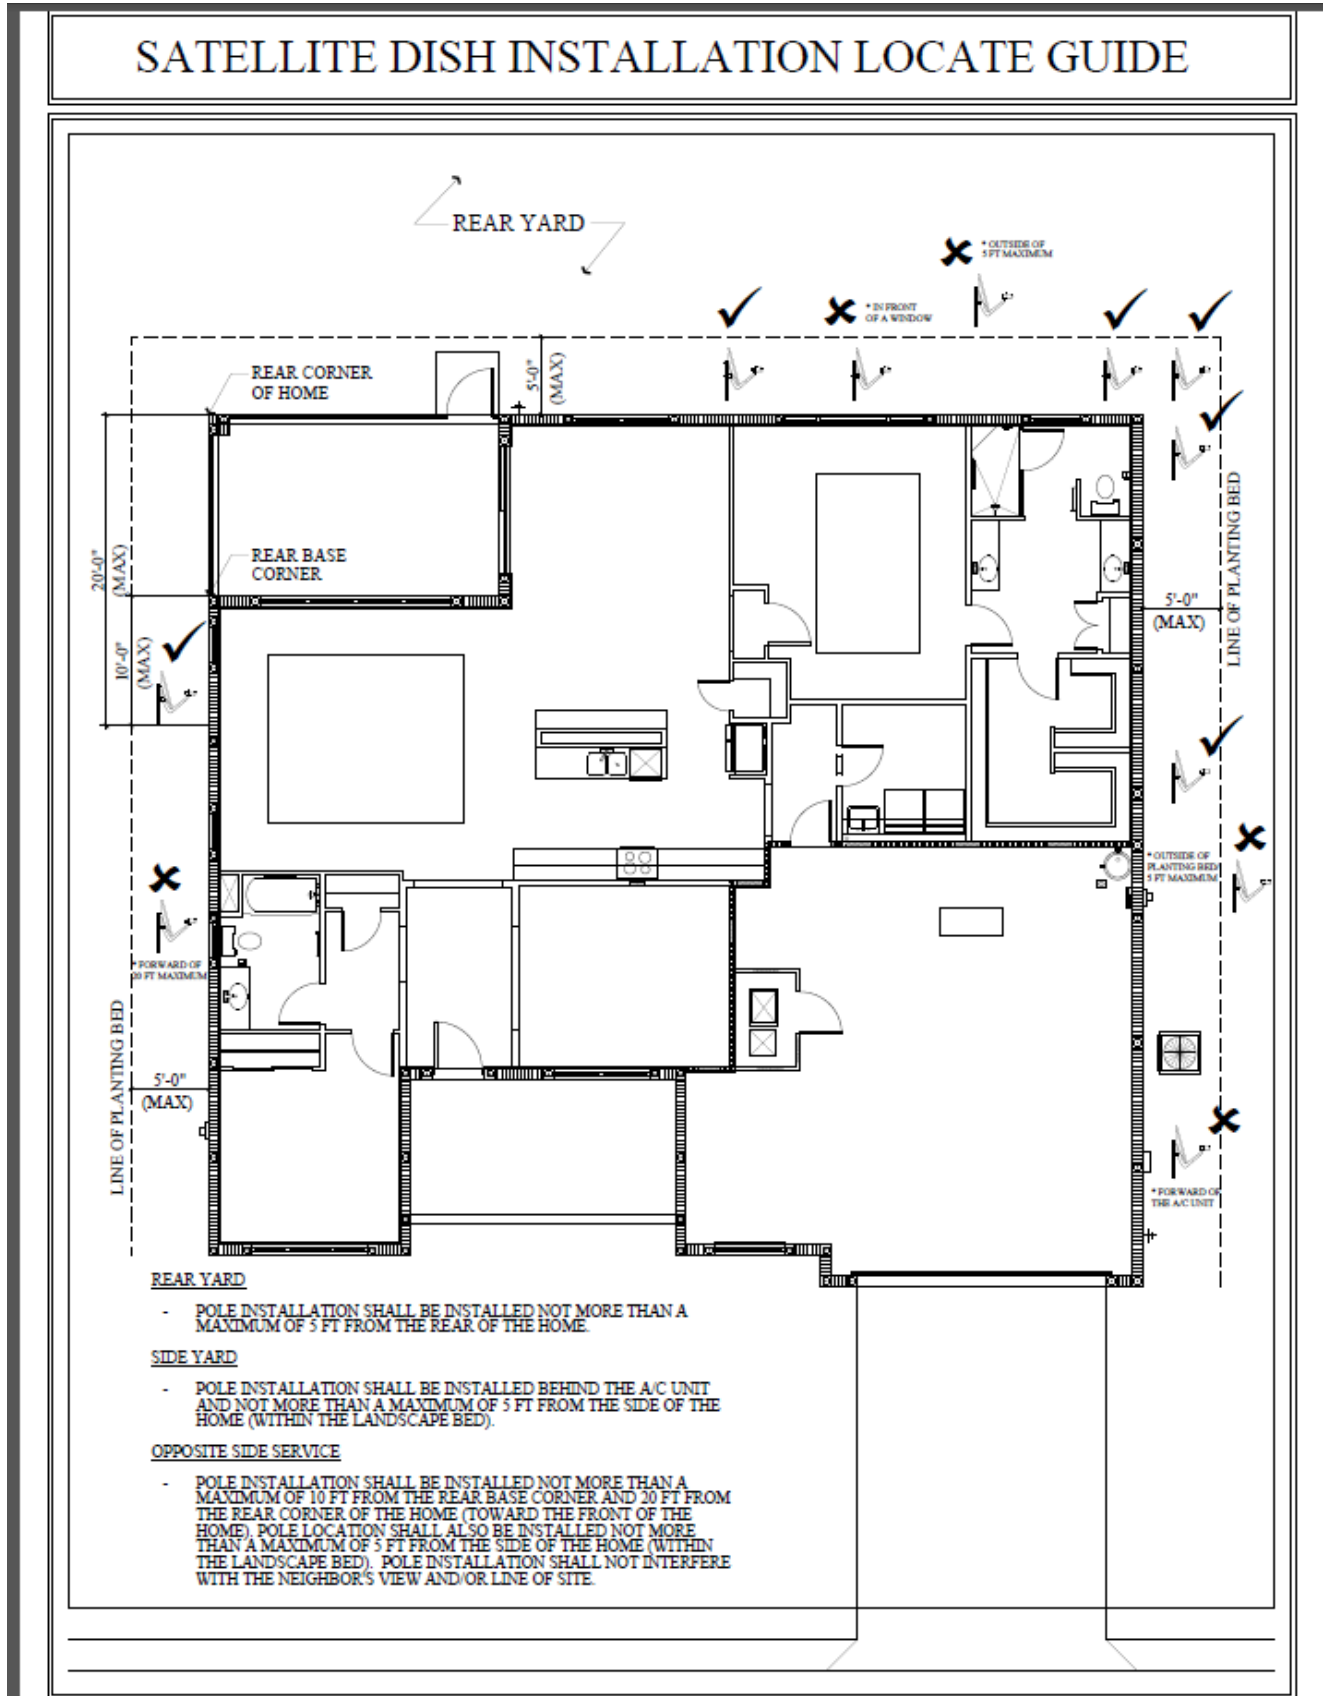 SATELLITE DISH INSTALLATION LOCATE GUIDE
REAR YARD
* OUTSIDE OF
5 FT MAXIMUM
* IN FRONT
OF A WINDOW
5'-0"
(MAX)
REAR CORNER
OF HOME
REAR BASE
CORNER
20'-0"
(MAX)
10'-0"
(MAX)
LINE OF PLANTING BED
5'-0"
(MAX)
* OUTSIDE OF
PLANTING BED/
5 FT MAXIMUM
* FORWARD OF
20 FT MAXIMUM
LINE OF PLANTING BED
5'-0"
(MAX)
* FORWARD OF
THE A/C UNIT
REAR YARD
- POLE INSTALLATION SHALL BE INSTALLED NOT MORE THAN A
MAXIMUM OF 5 FT FROM THE REAR OF THE HOME.
SIDE YARD
- POLE INSTALLATION SHALL BE INSTALLED BEHIND THE A/C UNIT
AND NOT MORE THAN A MAXIMUM OF 5 FT FROM THE SIDE OF THE
HOME (WITHIN THE LANDSCAPE BED).
OPPOSITE SIDE SERVICE
- POLE INSTALLATION SHALL BE INSTALLED NOT MORE THAN A
MAXIMUM OF 10 FT FROM THE REAR BASE CORNER AND 20 FT FROM
THE REAR CORNER OF THE HOME (TOWARD THE FRONT OF THE
HOME). POLE LOCATION SHALL ALSO BE INSTALLED NOT MORE
THAN A MAXIMUM OF 5 FT FROM THE SIDE OF THE HOME (WITHIN
THE LANDSCAPE BED). POLE INSTALLATION SHALL NOT INTERFERE
WITH THE NEIGHBOR'S VIEW AND/OR LINE OF SITE.